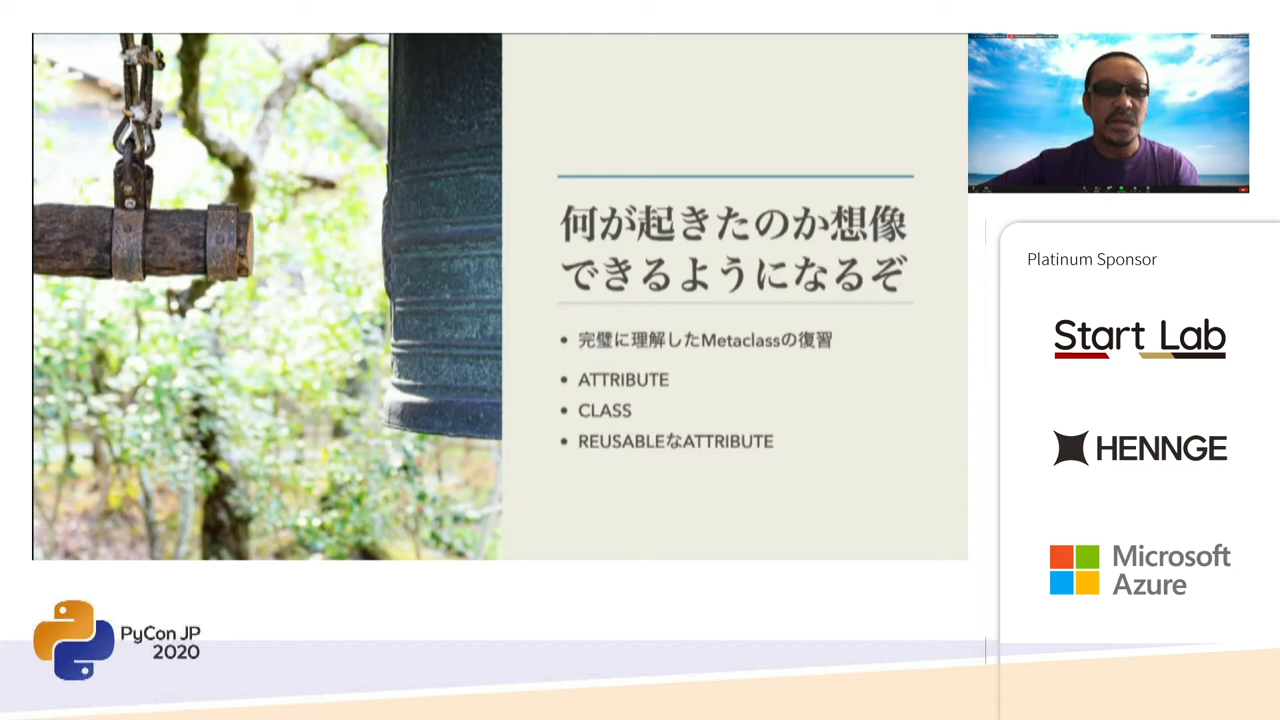 何が起きたのか想像
できるようになるぞ
• 完璧に理解したMetaclassの復習
• ATTRIBUTE
• CLASS
• REUSABLEなATTRIBUTE
Platinum Sponsor
Start Lab
HENNGE
Microsoft
Azure
PyCon JP
2020